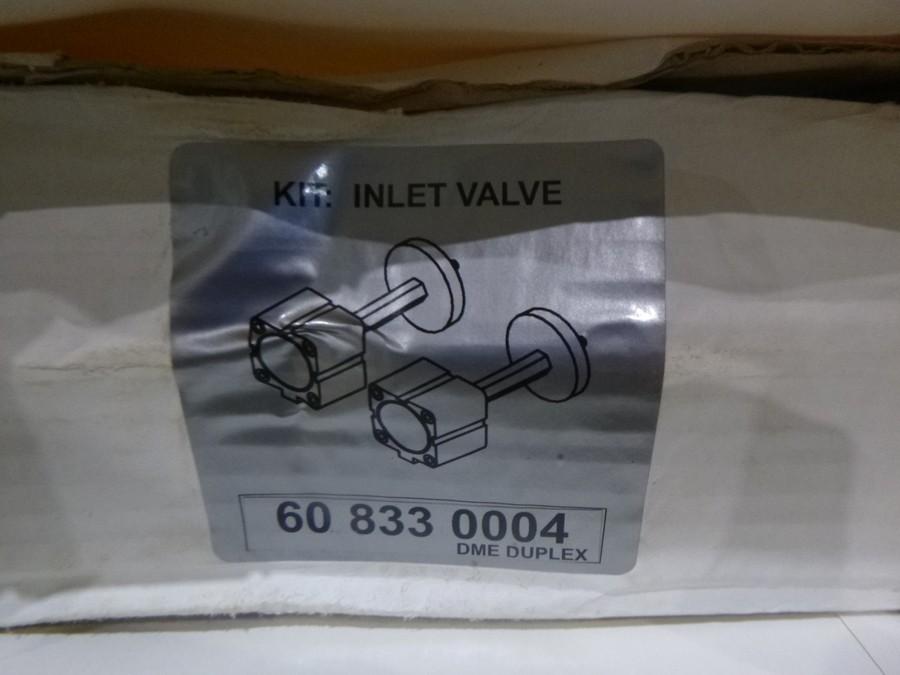 KIT: INLET VALVE
60 833 0004
DME DUPLEX